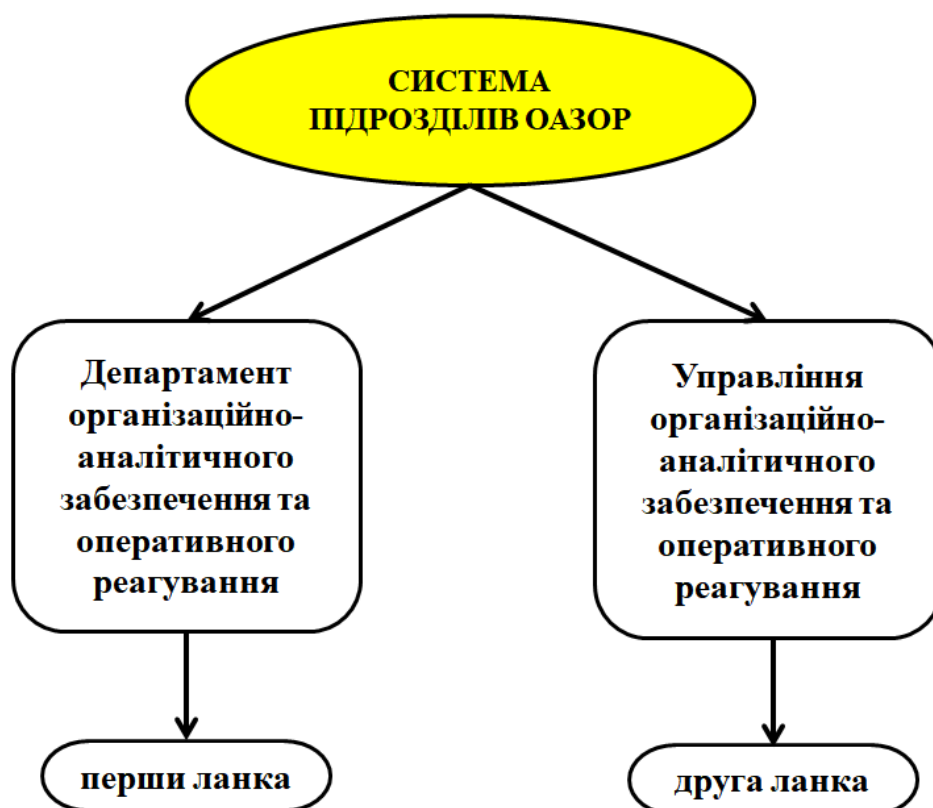 СИСТЕМА
ПІДРОЗДІЛІВ ОАЗОР
Департамент
організаційно-
аналітичного
забезпечення та
оперативного
реагування
Управління
організаційно-
аналітичного
забезпечення та
оперативного
реагування
перши ланка
друга ланка